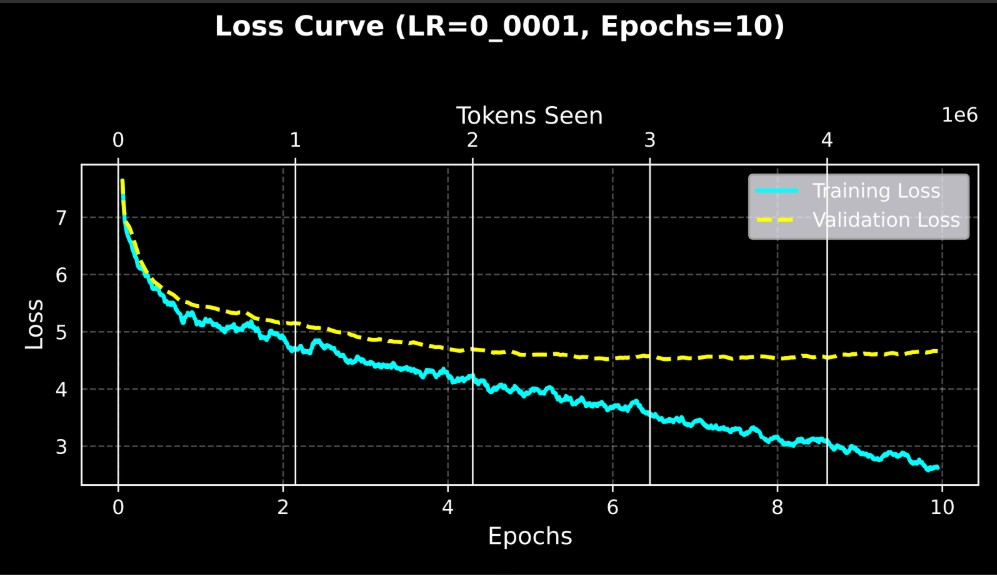 Loss Curve (LR=0_0001, Epochs=10)
Tokens Seen
1e6
0 1 2 3 4
Training Loss
Validation Loss
7
6
5
4
3
Loss
0 2 4 6 8 10
Epochs